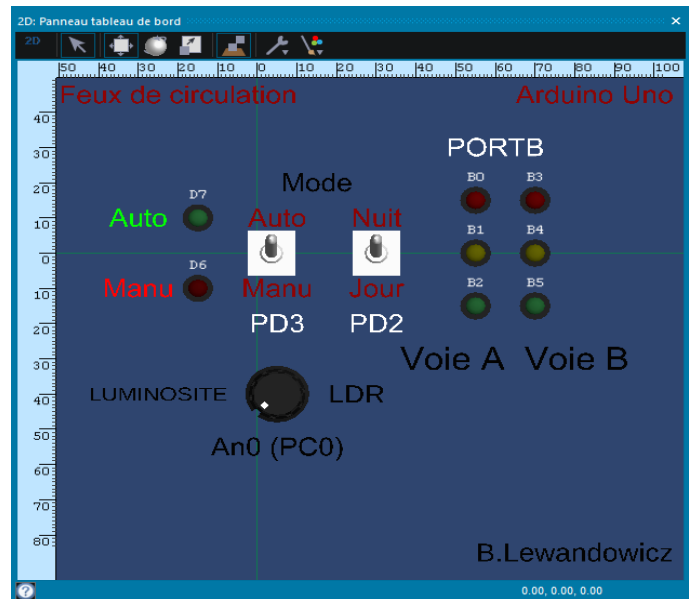 2D: Panneau tableau de bord
2D
50 40 30 20 10 0 10 20 30 40 50 60 70 80 90 100
Feux de circulation Arduino Uno
40
30
20
10
0
10
20
30
40
50
60
70
80
PORTB
B0 B3
Mode
D7
Auto Auto Nuit
B1 B4
D6
Manu Manu Jour
B2 B5
PD3 PD2
Voie A Voie B
LUMINOSITE LDR
An0 (PC0)
B.Lewandowicz
?
0.00, 0.00, 0.00